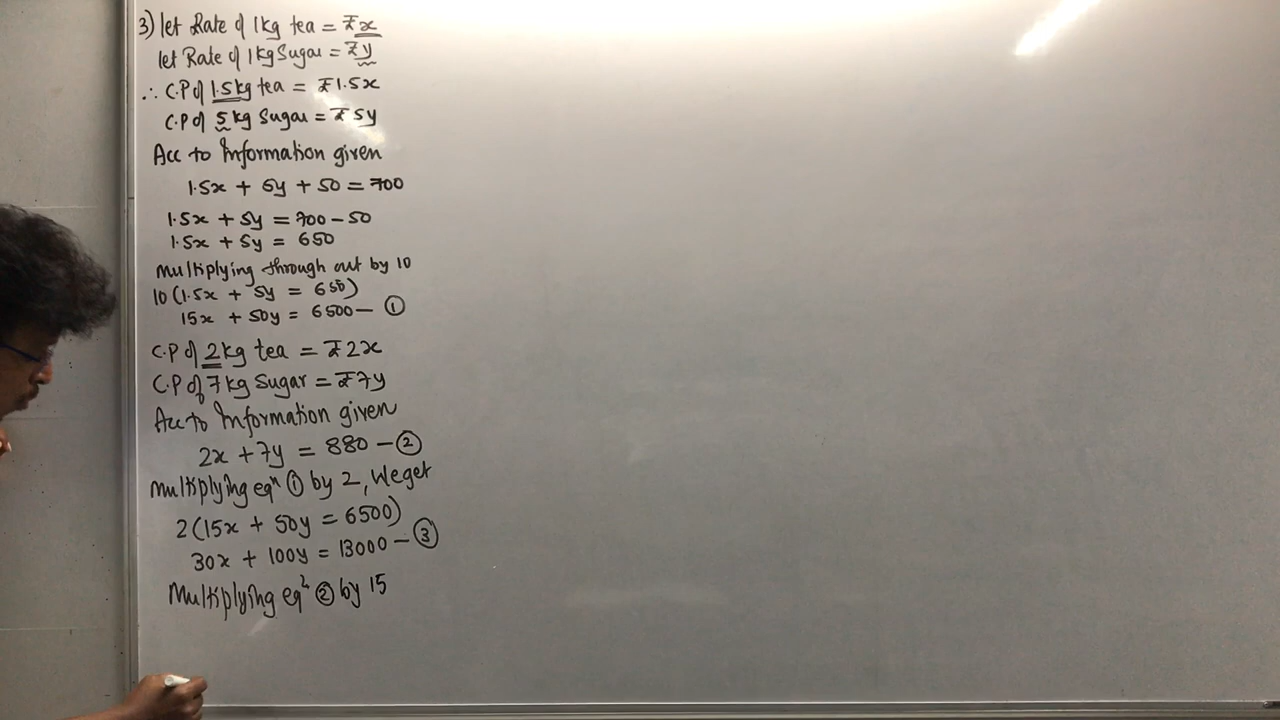 3) let Rate of 1kg tea = ₹x
let Rate of 1kg Sugar = ₹y
∴ C.P of 1.5kg tea = ₹1.5x
C.P of 5 kg Sugar = ₹5y
Acc to Information given
1.5x + 5y + 50 = 700
1.5x + 5y = 700 - 50
1.5x + 5y = 650
multiplying through out by 10
10 (1.5x + 5y = 650)
15x + 50y = 6500 — ①
C.P of 2kg tea = ₹2x
C.P of 7 kg Sugar = ₹7y
Acc to Information given
2x + 7y = 880 — ②
Multiplying eqⁿ ① by 2, We get
2 (15x + 50y = 6500)
30x + 100y = 13000 — ③
Multiplying eqⁿ ② by 15